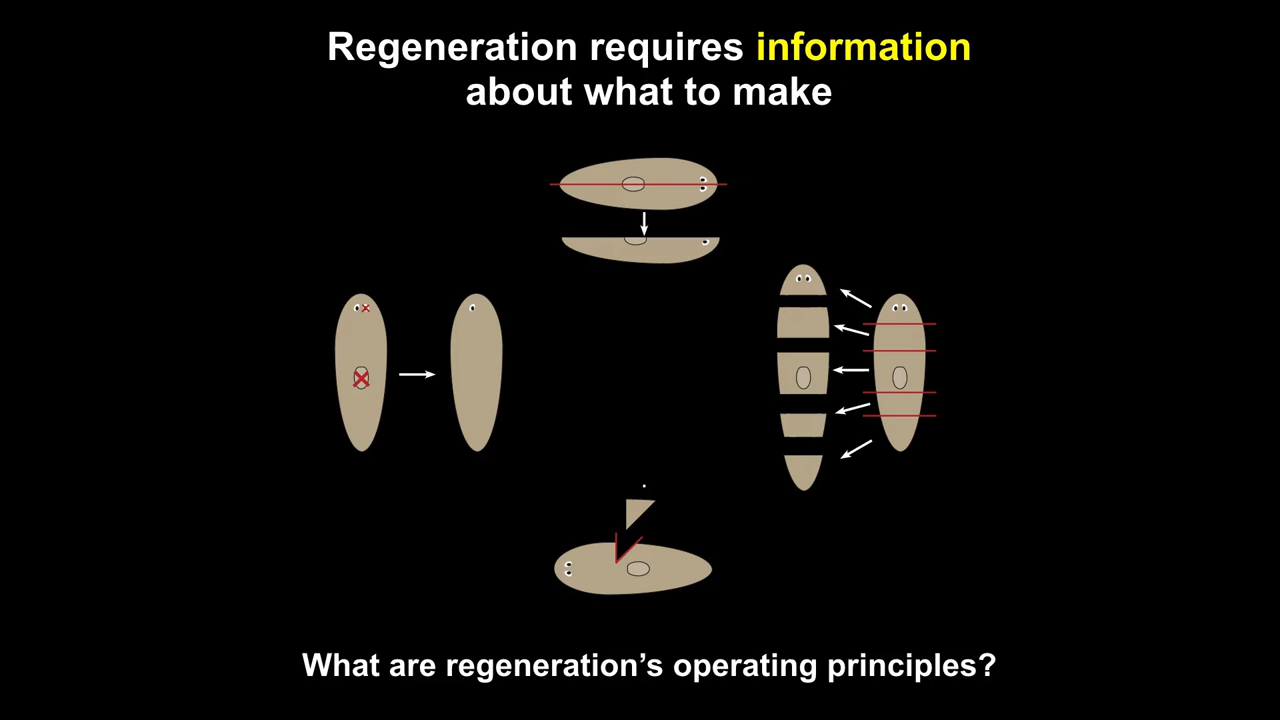 Regeneration requires information
about what to make
What are regeneration’s operating principles?